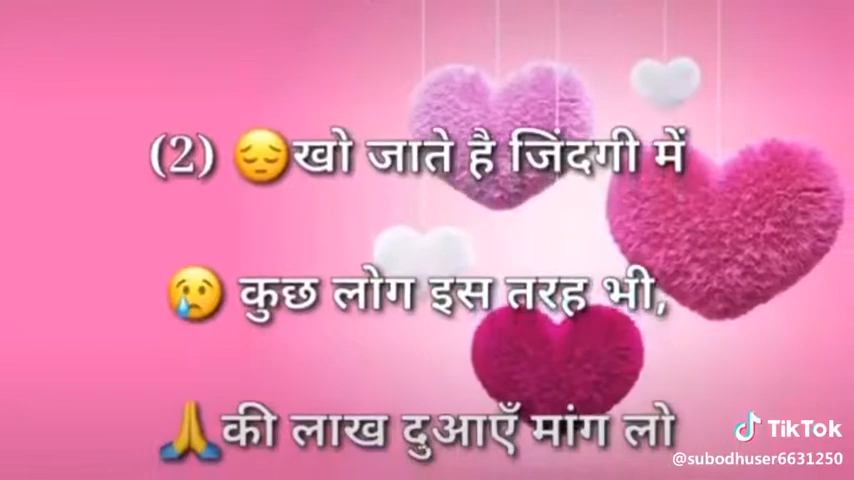 (2) 😔खो जाते है जिंदगी में
😢 कुछ लोग इस तरह भी,
🙏की लाख दुआएँ मांग लो
TikTok
@subodhuser6631250